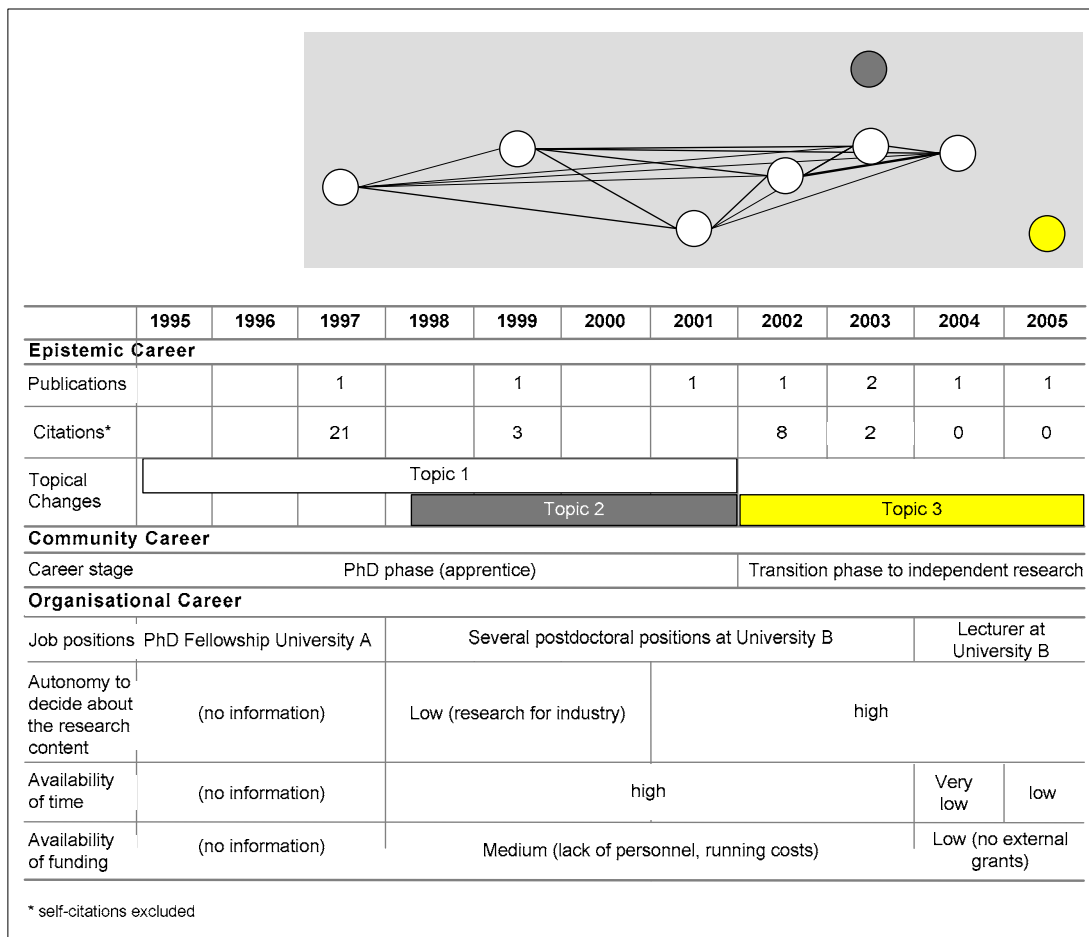 1995 1996 1997 1998 1999 2000 2001 2002 2003 2004 2005
Epistemic Career
Publications 1 1 1 1 2 1 1
Citations* 21 3 8 2 0 0
Topical
Changes
Topic 1
Topic 2
Topic 3
Community Career
Career stage PhD phase (apprentice) Transition phase to independent research
Organisational Career
Job positions PhD Fellowship University A Several postdoctoral positions at University B
Lecturer at
University B
Autonomy to
decide about
the research
content
(no information) Low (research for industry) high
Availability
of time
(no information) high
Very
low
low
Availability
of funding
(no information) Medium (lack of personnel, running costs)
Low (no external
grants)
* self-citations excluded